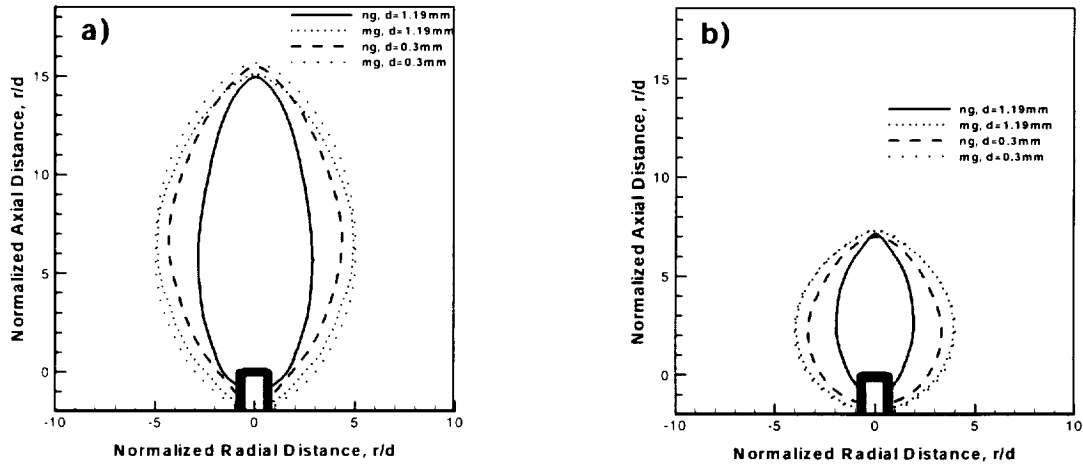 a)
ng, d=1.19mm
mg, d=1.19mm
ng, d=0.3mm
mg, d=0.3mm
15
10
5
0
-10
-5
0
5
10
Normalized Axial Distance, r/d
Normalized Radial Distance, r/d
b)
ng, d=1.19mm
mg, d=1.19mm
ng, d=0.3mm
mg, d=0.3mm
15
10
5
0
-10
-5
0
5
10
Normalized Axial Distance, r/d
Normalized Radial Distance, r/d